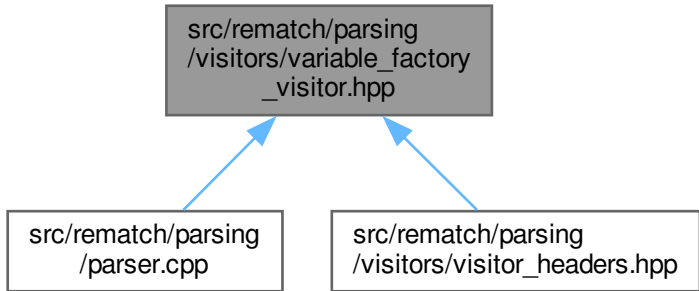 src/rematch/parsing
/visitors/variable_factory
_visitor.hpp
src/rematch/parsing
/parser.cpp
src/rematch/parsing
/visitors/visitor_headers.hpp